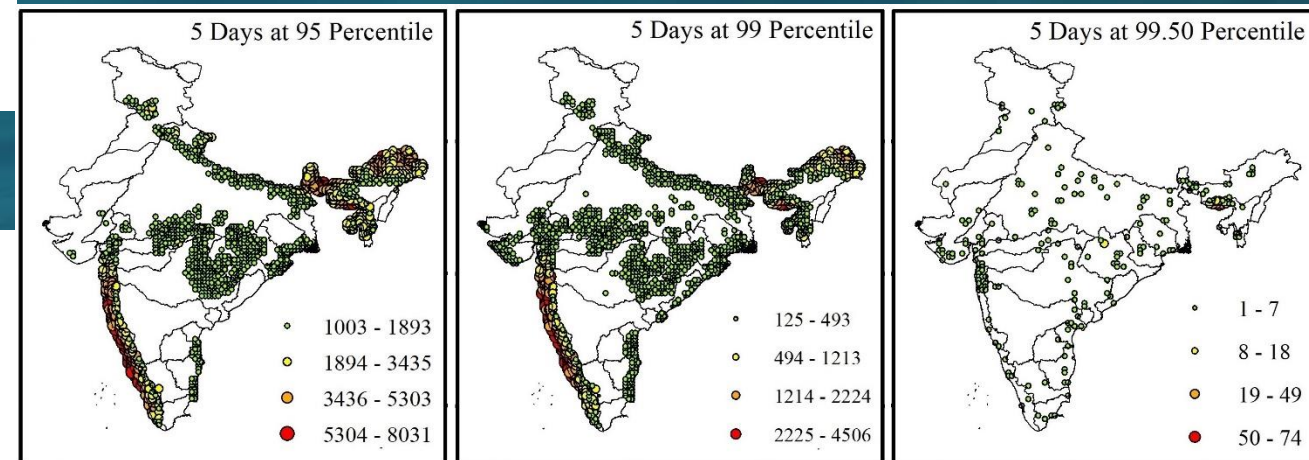 5 Days at 95 Percentile
1003 - 1893
1894 - 3435
3436 - 5303
5304 - 8031
5 Days at 99 Percentile
125 - 493
494 - 1213
1214 - 2224
2225 - 4506
5 Days at 99.50 Percentile
1 - 7
8 - 18
19 - 49
50 - 74